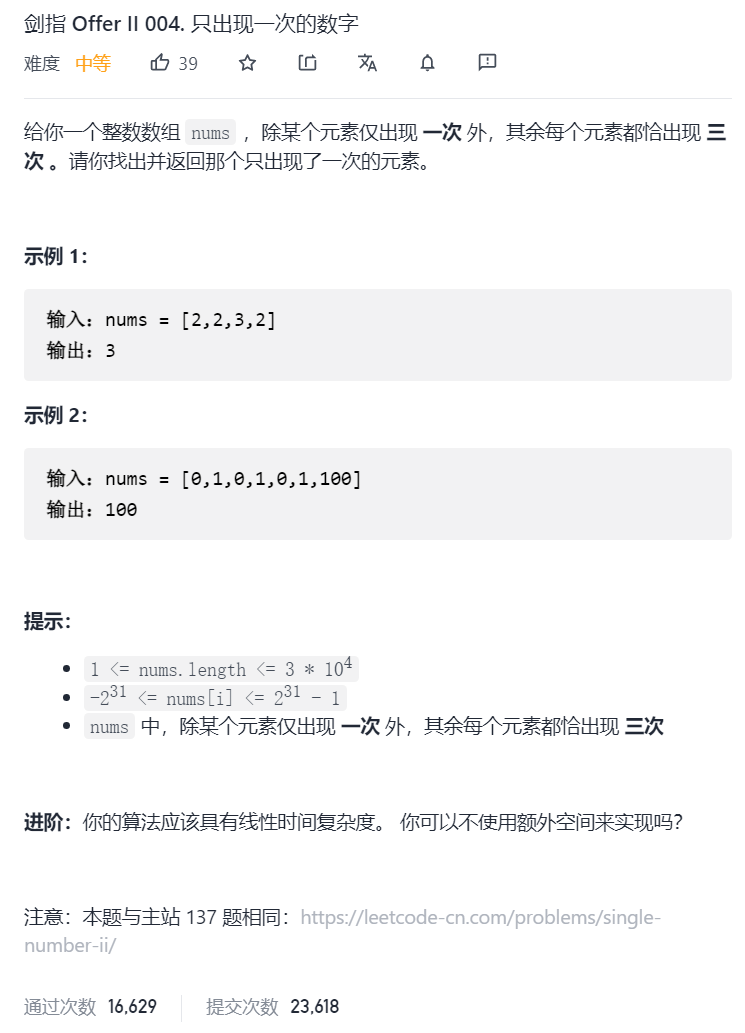 剑指 Offer II 004. 只出现一次的数字
难度 中等 39
给你一个整数数组 nums ，除某个元素仅出现 一次 外，其余每个元素都恰出现 三
次 。请你找出并返回那个只出现了一次的元素。
示例 1：
输入：nums = [2,2,3,2]
输出：3
示例 2：
输入：nums = [0,1,0,1,0,1,100]
输出：100
提示：
1 <= nums.length <= 3 * 10⁴
-2³¹ <= nums[i] <= 2³¹ - 1
nums 中，除某个元素仅出现 一次 外，其余每个元素都恰出现 三次
进阶：你的算法应该具有线性时间复杂度。 你可以不使用额外空间来实现吗？
注意：本题与主站 137 题相同：https://leetcode-cn.com/problems/single-
number-ii/
通过次数 16,629 提交次数 23,618